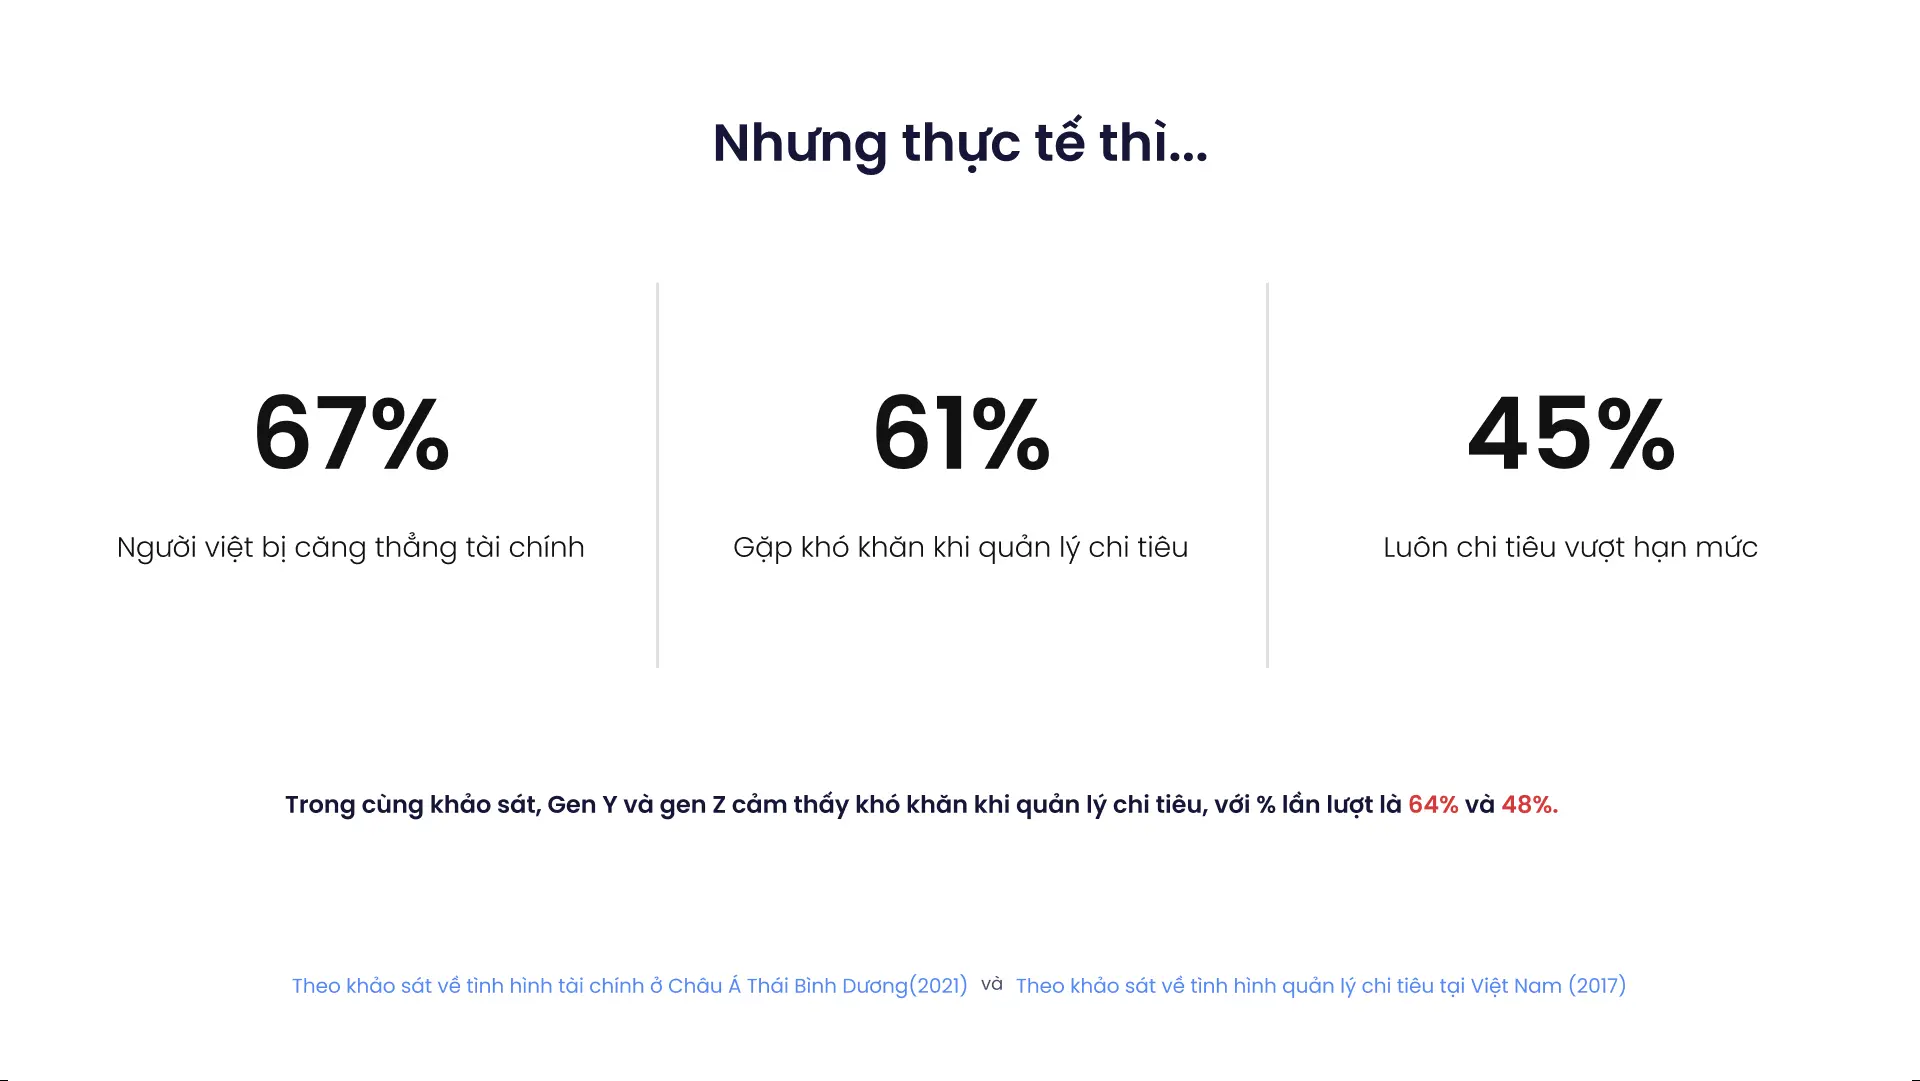 Nhưng thực tế thì...
67%
61%
45%
Người việt bị căng thẳng tài chính
Gặp khó khăn khi quản lý chi tiêu
Luôn chi tiêu vượt hạn mức
Trong cùng khảo sát, Gen Y và gen Z cảm thấy khó khăn khi quản lý chi tiêu, với % lần lượt là 64% và 48%.
Theo khảo sát về tình hình tài chính ở Châu Á Thái Bình Dương(2021) và Theo khảo sát về tình hình quản lý chi tiêu tại Việt Nam (2017)